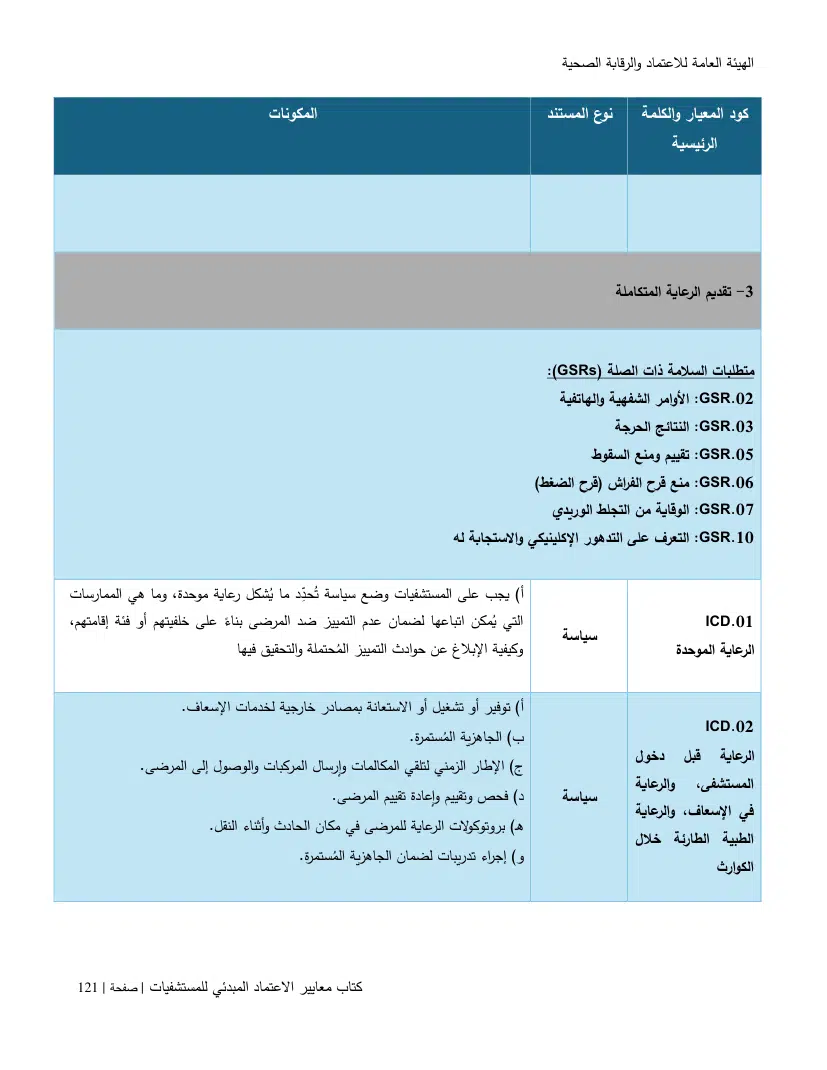 الهيئة العامة للاعتماد والرقابة الصحية
كود المعيار والكلمة
الرئيسية
نوع المستند
المكونات
3- تقديم الرعاية المتكاملة
متطلبات السلامة ذات الصلة (GSRs):
GSR.02: الأوامر الشفهية والهاتفية
GSR.03: النتائج الحرجة
GSR.05: تقييم ومنع السقوط
GSR.06: منع قرح الفراش (قرح الضغط)
GSR.07: الوقاية من التجلط الوريدي
GSR.10: التعرف على التدهور الإكلينيكي والاستجابة له
ICD.01
الرعاية الموحدة
سياسة
أ) يجب على المستشفيات وضع سياسة تُحدِّد ما يُشكل رعاية موحدة، وما هي الممارسات
التي يُمكن اتباعها لضمان عدم التمييز ضد المرضى بناءً على خلفيتهم أو فئة إقامتهم،
وكيفية الإبلاغ عن حوادث التمييز المُحتملة والتحقيق فيها
ICD.02
الرعاية قبل دخول
المستشفى، والرعاية
في الإسعاف، والرعاية
الطبية الطارئة خلال
الكوارث
سياسة
أ) توفير أو تشغيل أو الاستعانة بمصادر خارجية لخدمات الإسعاف.
ب) الجاهزية المُستمرة.
ج) الإطار الزمني لتلقي المكالمات وإرسال المركبات والوصول إلى المرضى.
د) فحص وتقييم وإعادة تقييم المرضى.
ه) بروتوكولات الرعاية للمرضى في مكان الحادث وأثناء النقل.
و) إجراء تدريبات لضمان الجاهزية المُستمرة.
كتاب معايير الاعتماد المبدئي للمستشفيات | صفحة | 121